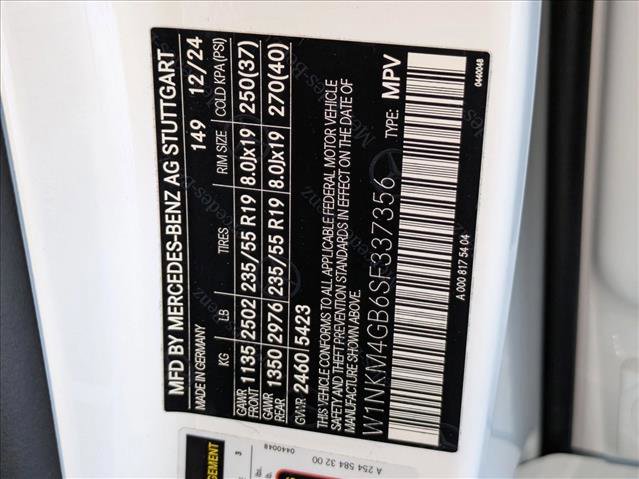 MFD BY MERCEDES-BENZ AG STUTTGART
MADE IN GERMANY 149 12/24
KG LB TIRES RIM SIZE COLD KPA (PSI)
GAWR FRONT 1135 2502 235/55 R19 8.0Jx19 250(37)
GAWR REAR 1350 2976 235/55 R19 8.0Jx19 270(40)
GVWR 2460 5423
THIS VEHICLE CONFORMS TO ALL APPLICABLE FEDERAL MOTOR VEHICLE
SAFETY AND THEFT PREVENTION STANDARDS IN EFFECT ON THE DATE OF
MANUFACTURE SHOWN ABOVE.
W1NKM4GB6SF337356 TYPE: MPV
A 000 817 54 04 0440048
A 254 584 32 00
0440048 3